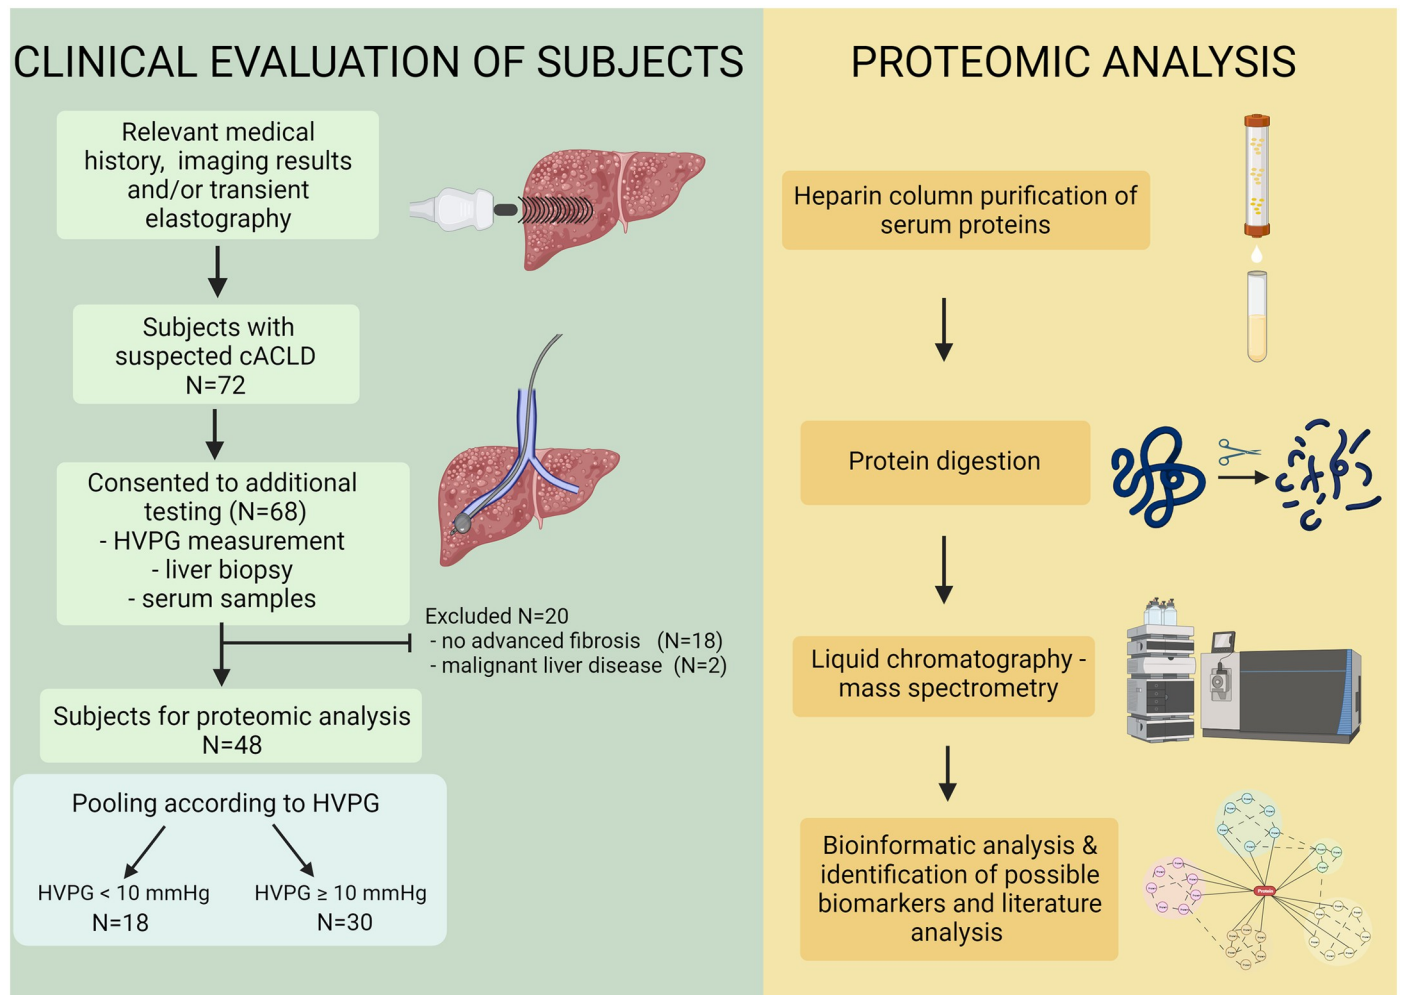 CLINICAL EVALUATION OF SUBJECTS
Relevant medical
history, imaging results
and/or transient
elastography
Subjects with
suspected cACLD
N=72
Consented to additional
testing (N=68)
- HVPG measurement
- liver biopsy
- serum samples
Excluded N=20
- no advanced fibrosis (N=18)
- malignant liver disease (N=2)
Subjects for proteomic analysis
N=48
Pooling according to HVPG
HVPG < 10 mmHg
N=18
HVPG ≥ 10 mmHg
N=30
PROTEOMIC ANALYSIS
Heparin column purification of
serum proteins
Protein digestion
Liquid chromatography -
mass spectrometry
Bioinformatic analysis &
identification of possible
biomarkers and literature
analysis
Protein